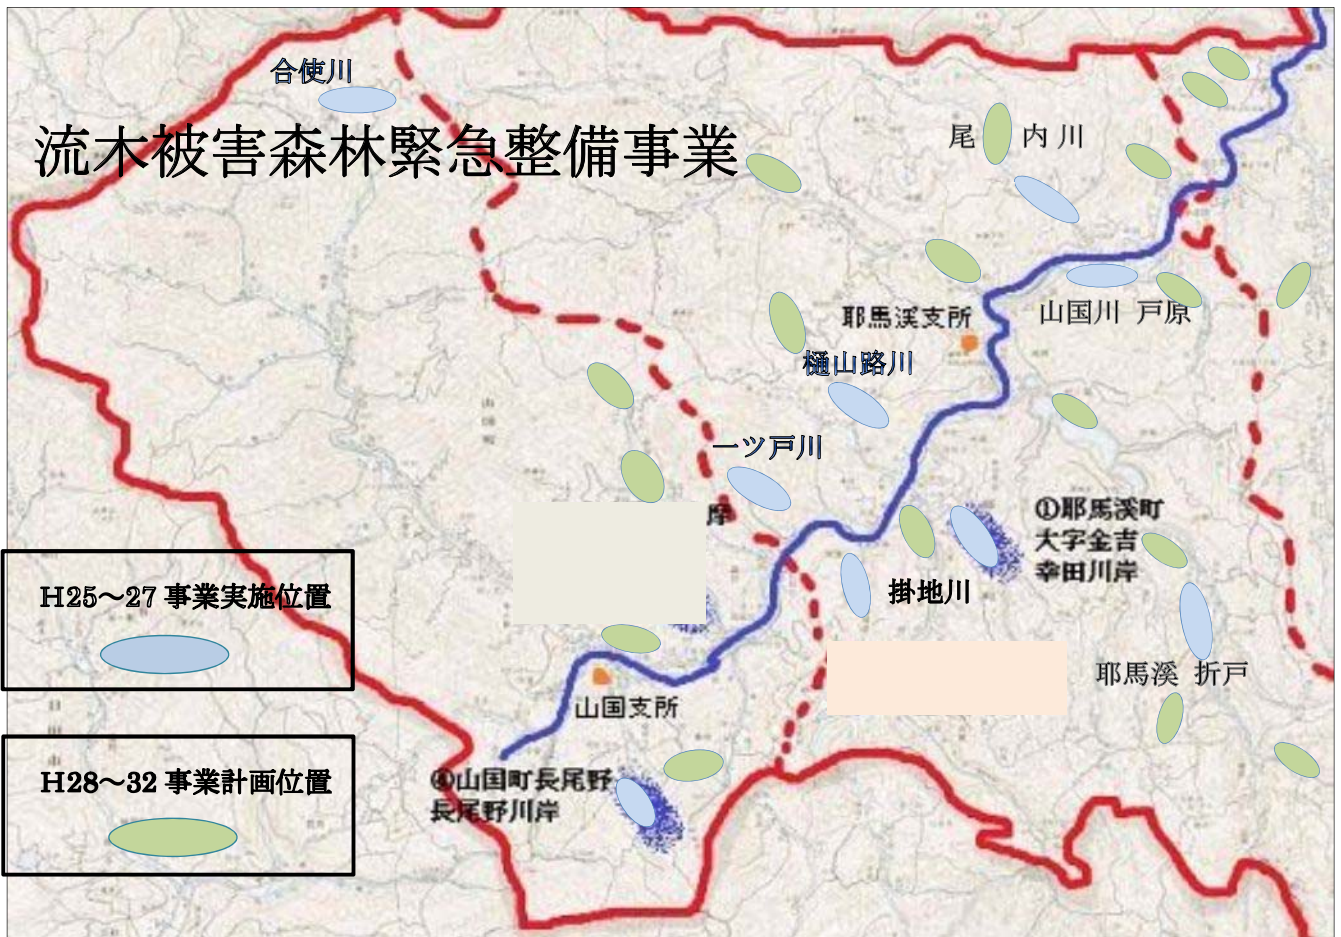 合使川
流木被害森林緊急整備事業
尾 内 川
山国川 戸原
耶馬渓支所
樋山路川
一ツ戸川
摩
①耶馬溪町
大字金吉
幸田川岸
掛地川
H25～27 事業実施位置
耶馬溪 折戸
山国支所
H28～32 事業計画位置
④山国町長尾野
長尾野川岸